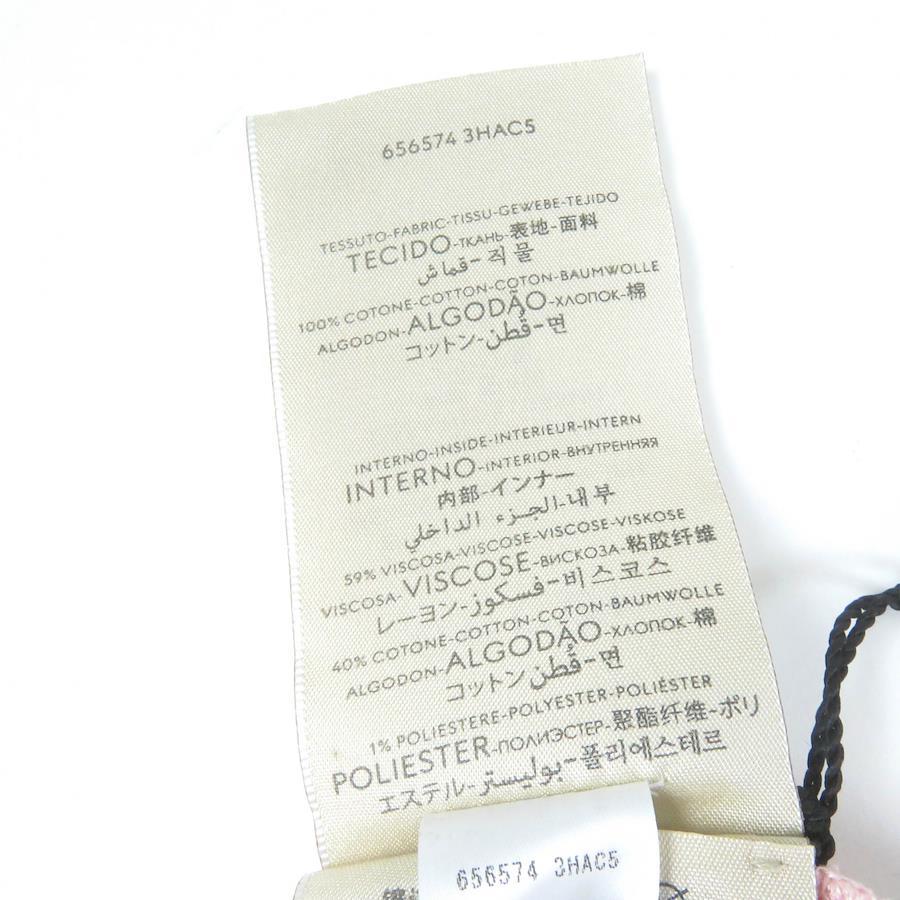 656574 3HAC5
TESSUTO-FABRIC-TISSU-GEWEBE-TEJIDO
TECIDO-ТКАНЬ-表地-面料
قماش-직물
100% COTONE-COTTON-COTON-BAUMWOLLE
ALGODON-ALGODÃO-ХЛОПОК-棉
コットン-قُطن-면
INTERNO-INSIDE-INTERIEUR-INTERN
INTERNO-INTERIOR-ВНУТРЕННЯЯ
内部-インナー
الجزء الداخلي-내부
59% VISCOSA-VISCOSE-VISCOSE-VISKOSE
VISCOSA-VISCOSE-ВИСКОЗА-粘胶纤维
レーヨン-فسكوز-비스코스
40% COTONE-COTTON-COTON-BAUMWOLLE
ALGODON-ALGODÃO-ХЛОПОК-棉
コットン-قُطن-면
1% POLIESTERE-POLYESTER-POLIÉSTER
POLIESTER-ПОЛИЭСТЕР-聚酯纤维-ポリ
エステル-بوليستر-폴리에스테르
656574 3HAC5